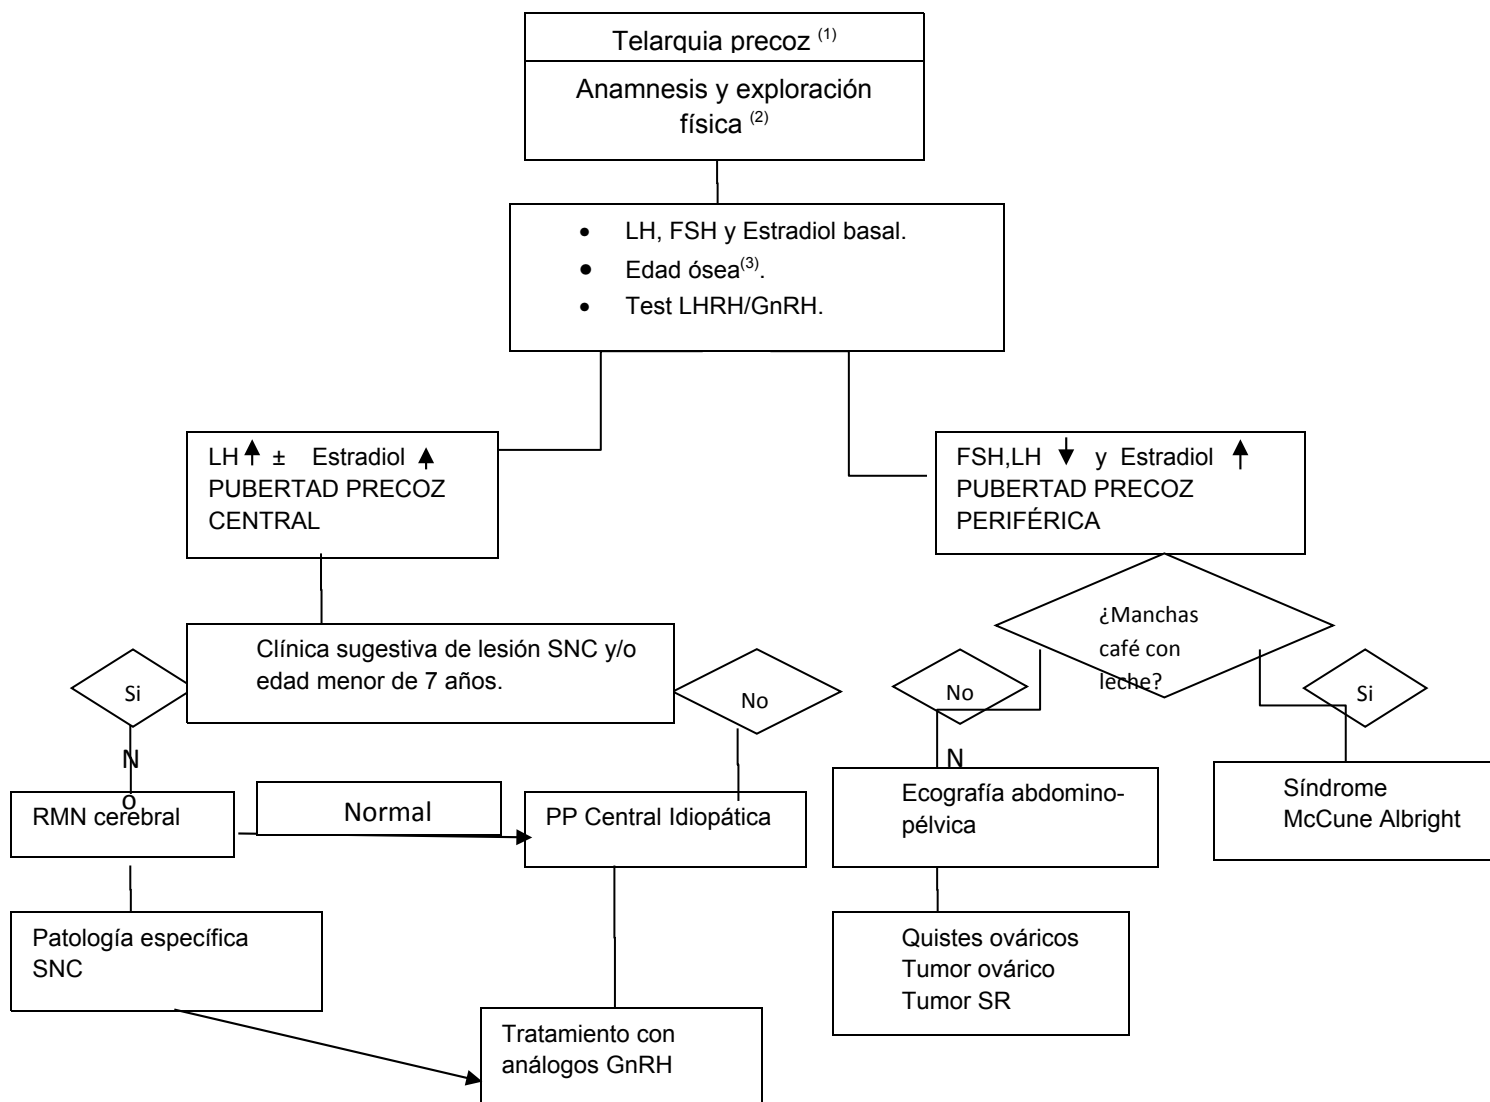 Telarquia precoz (1)
Anamnesis y exploración
física (2)
• LH, FSH y Estradiol basal.
• Edad ósea(3).
• Test LHRH/GnRH.
LH ↑ ± Estradiol ↑
PUBERTAD PRECOZ
CENTRAL
FSH,LH ↓ y Estradiol ↑
PUBERTAD PRECOZ
PERIFÉRICA
Clínica sugestiva de lesión SNC y/o
edad menor de 7 años.
Si
No
¿Manchas
café con
leche?
No
Si
N
o
N
RMN cerebral
Normal
PP Central Idiopática
Ecografía abdomino-
pélvica
Síndrome
McCune Albright
Patología específica
SNC
Quistes ováricos
Tumor ovárico
Tumor SR
Tratamiento con
análogos GnRH